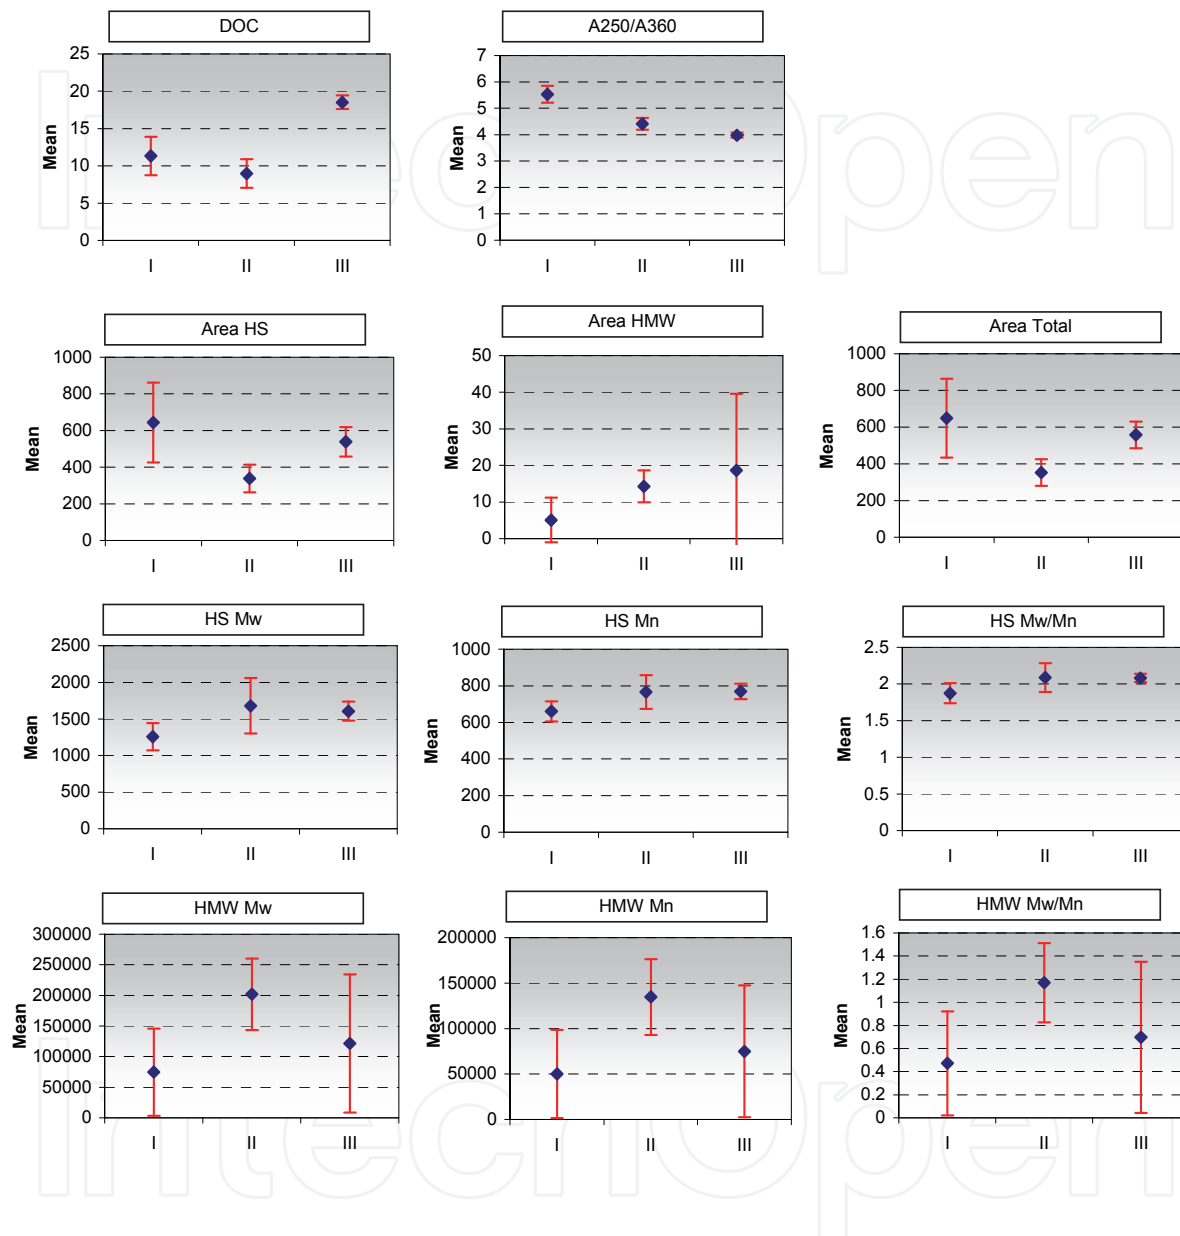 DOC
25
20
15
10
5
0
Mean
I II III
A250/A360
7
6
5
4
3
2
1
0
Mean
I II III
Area HS
1000
800
600
400
200
0
Mean
I II III
Area HMW
50
40
30
20
10
0
Mean
I II III
Area Total
1000
800
600
400
200
0
Mean
I II III
HS Mw
2500
2000
1500
1000
500
0
Mean
I II III
HS Mn
1000
800
600
400
200
0
Mean
I II III
HS Mw/Mn
2.5
2
1.5
1
0.5
0
Mean
I II III
HMW Mw
300000
250000
200000
150000
100000
50000
0
Mean
I II III
HMW Mn
200000
150000
100000
50000
0
Mean
I II III
HMW Mw/Mn
1.6
1.4
1.2
1
0.8
0.6
0.4
0.2
0
Mean
I II III
IntechOpen
IntechOpen